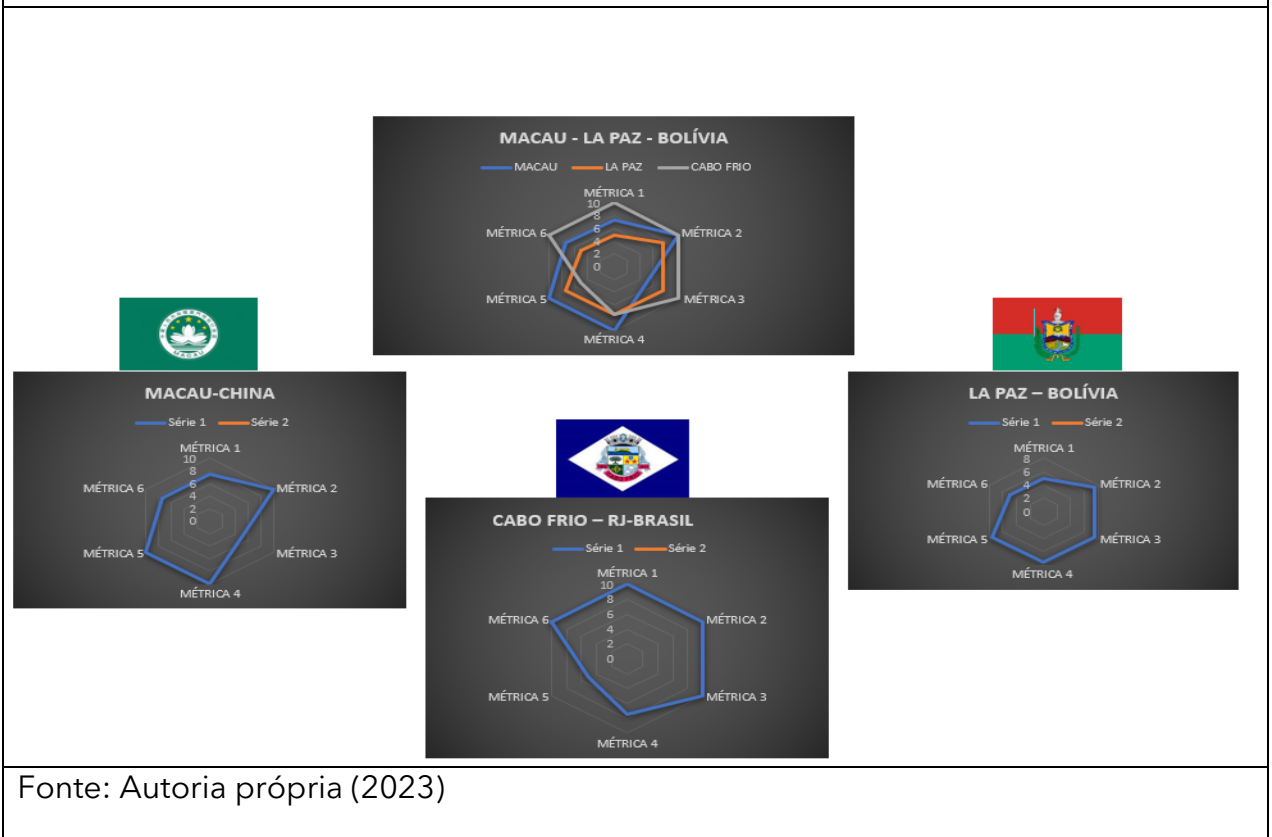 MACAU - LA PAZ - BOLÍVIA
MACAU LA PAZ CABO FRIO
MÉTRICA 1
10
8
6
4
2
0
MÉTRICA 2
MÉTRICA 3
MÉTRICA 4
MÉTRICA 5
MÉTRICA 6
MACAU
MACAU-CHINA
Série 1 Série 2
MÉTRICA 1
10
8
6
4
2
0
MÉTRICA 2
MÉTRICA 3
MÉTRICA 4
MÉTRICA 5
MÉTRICA 6
CABO FRIO – RJ-BRASIL
Série 1 Série 2
MÉTRICA 1
10
8
6
4
2
0
MÉTRICA 2
MÉTRICA 3
MÉTRICA 4
MÉTRICA 5
MÉTRICA 6
LA PAZ – BOLÍVIA
Série 1 Série 2
MÉTRICA 1
8
6
4
2
0
MÉTRICA 2
MÉTRICA 3
MÉTRICA 4
MÉTRICA 5
MÉTRICA 6
Fonte: Autoria própria (2023)